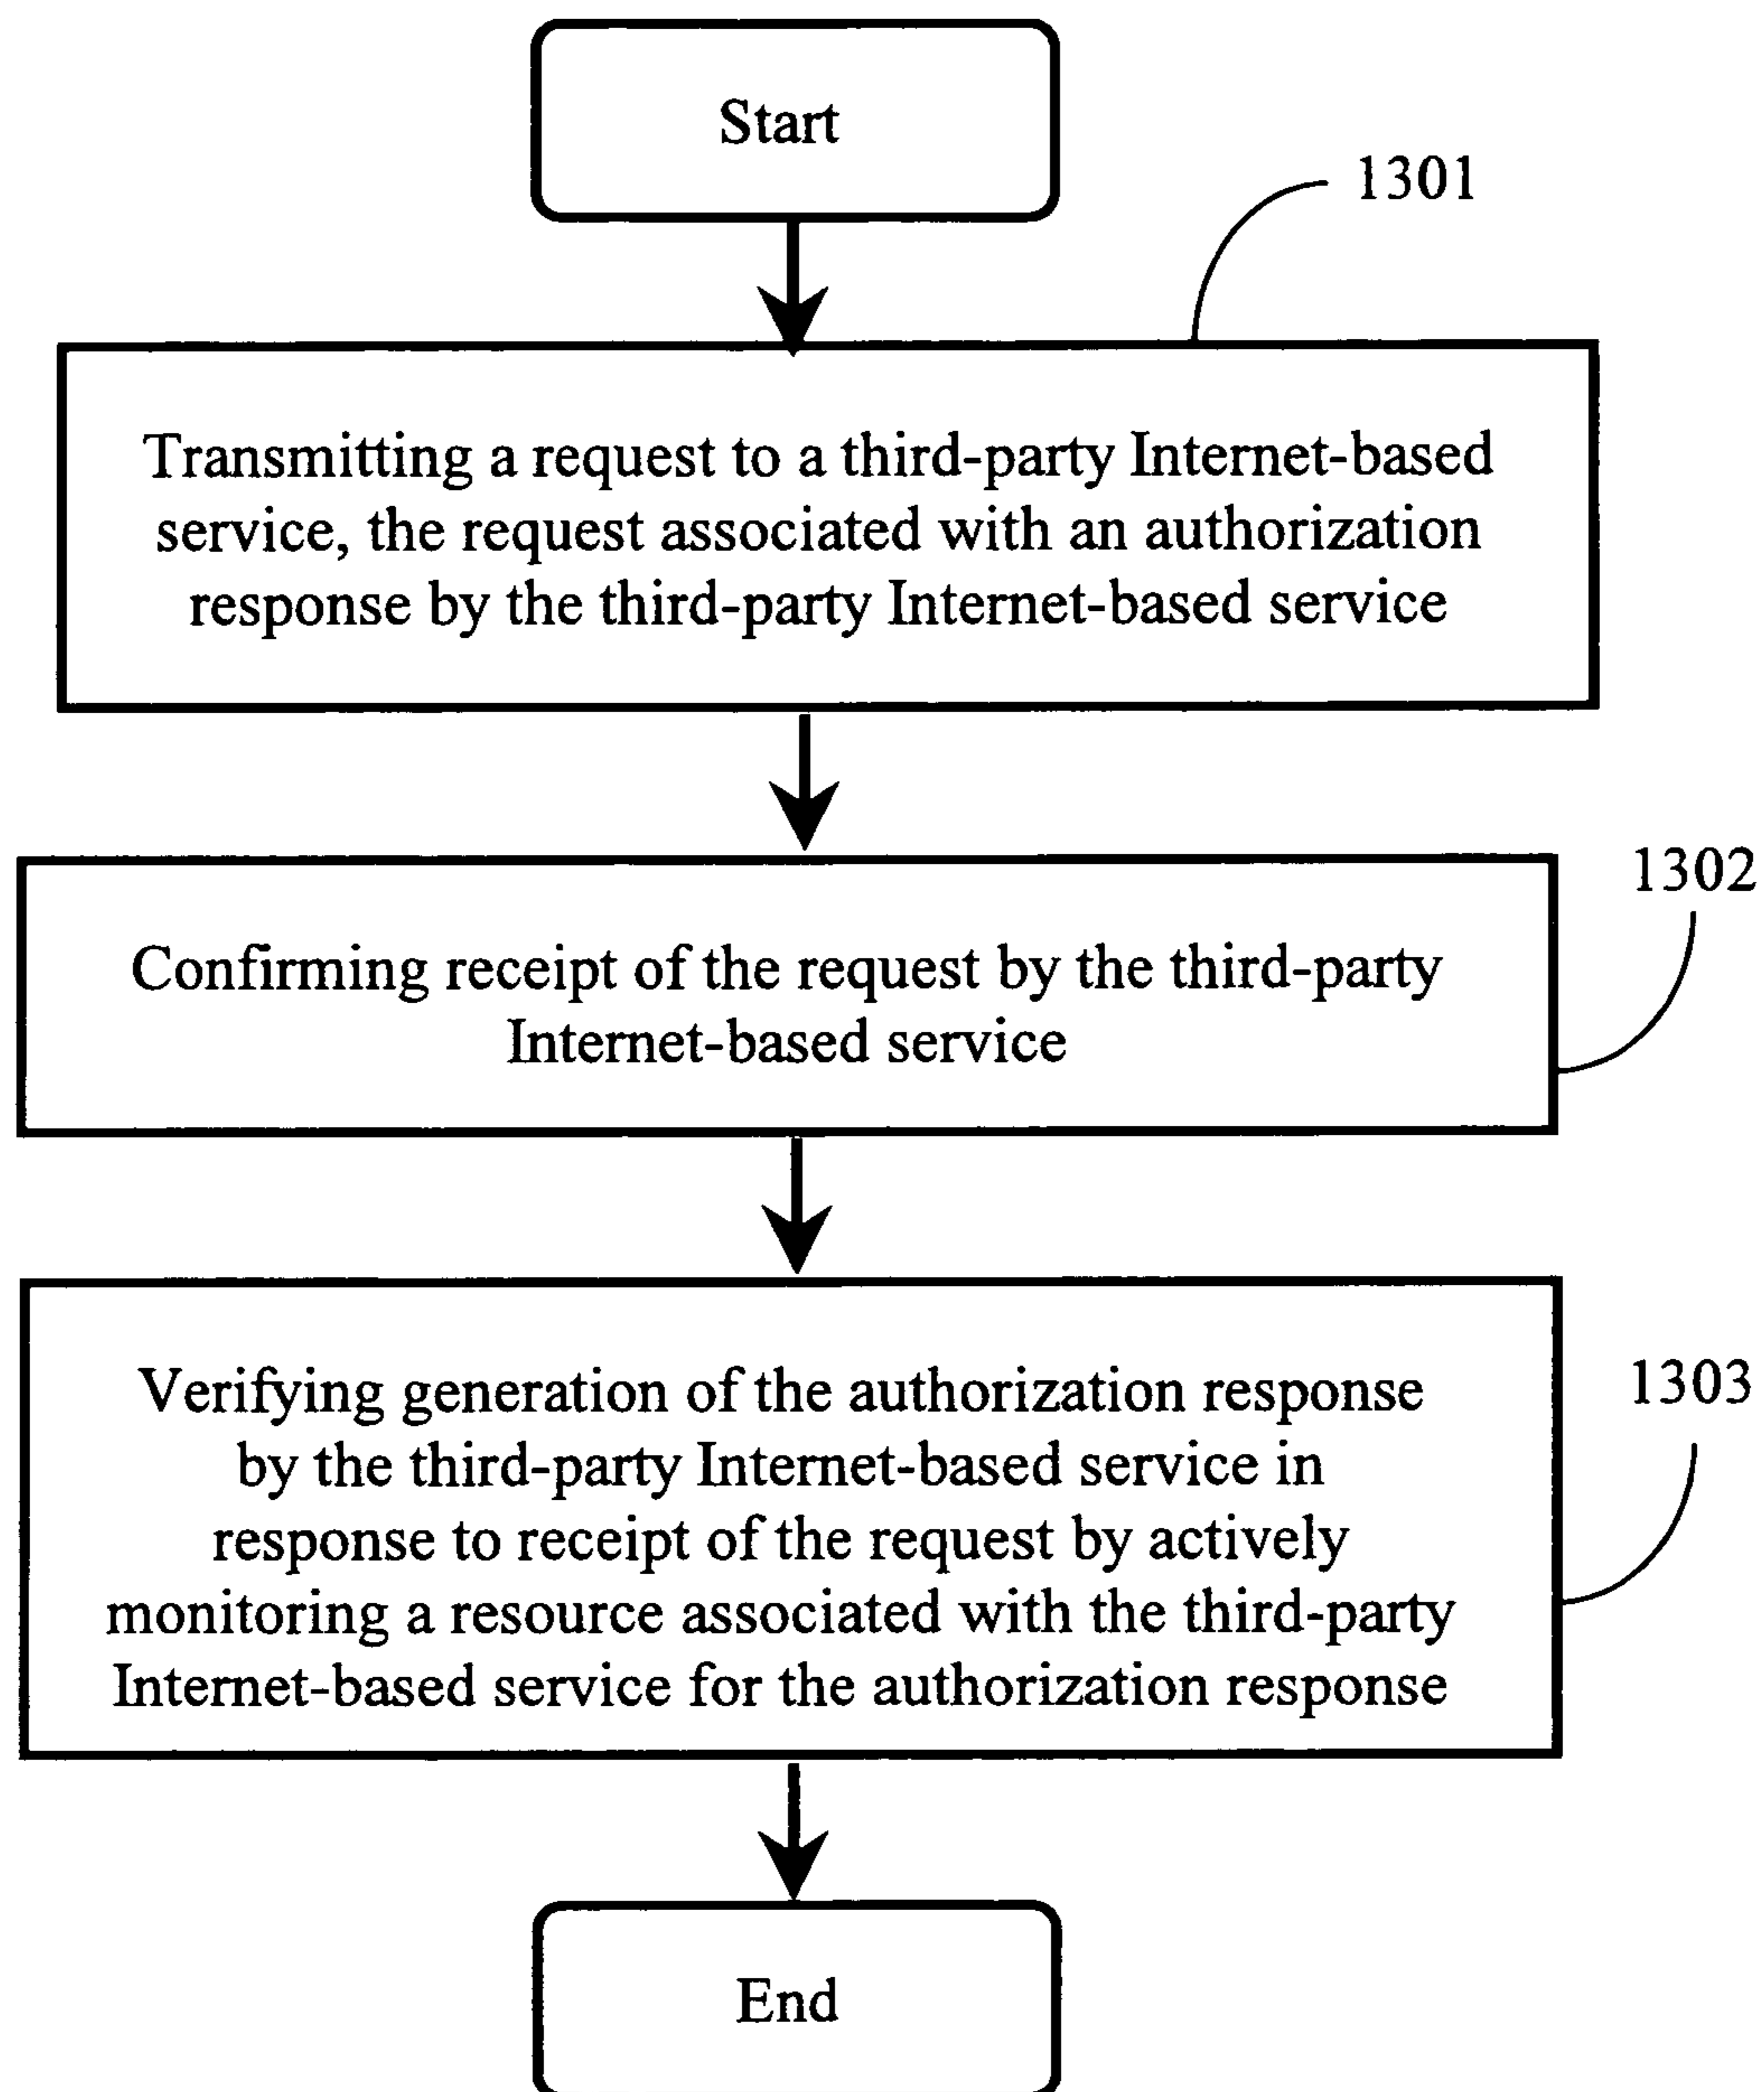 Start
1301
Transmitting a request to a third-party Internet-based
service, the request associated with an authorization
response by the third-party Internet-based service
1302
Confirming receipt of the request by the third-party
Internet-based service
1303
Verifying generation of the authorization response
by the third-party Internet-based service in
response to receipt of the request by actively
monitoring a resource associated with the third-party
Internet-based service for the authorization response
End